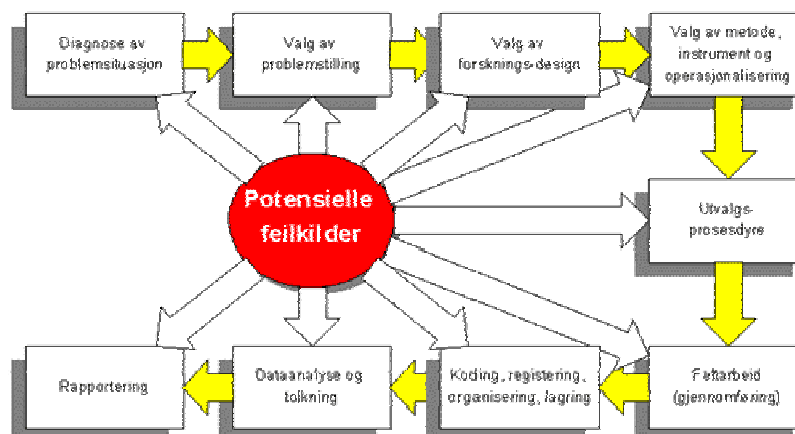 Diagnose av
problemsituasjon
Valg av
problemstilling
Valg av
forsknings-design
Valg av metode,
instrument og
operasjonalisering
Potensielle
feilkilder
Utvalgs-
prosesdyre
Rapportering
Dataanalyse og
tolkning
Koding, registering,
organisering, lagring
Feltarbeid
(gjennomføring)